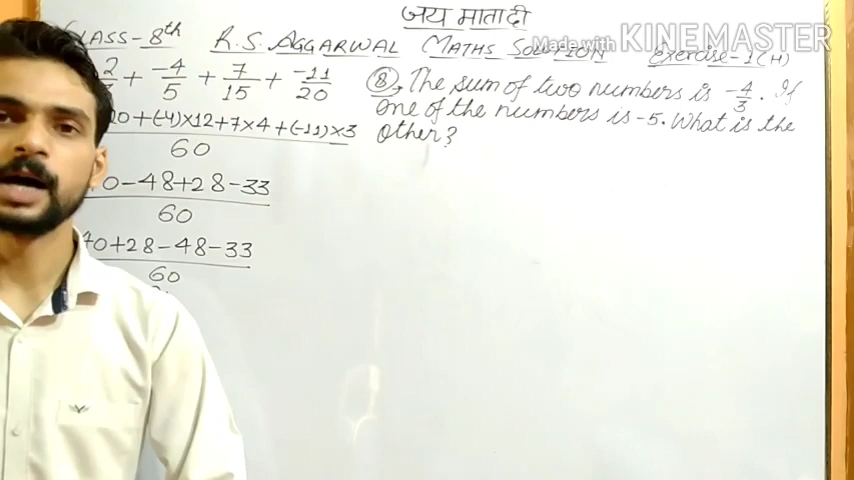 जय माता दी
CLASS-8th R.S. AGGARWAL MATHS SOLUTION Exercise-1(H)
Made with KINEMASTER
2 + -4/5 + 7/15 + -11/20
20+(-4)×12+7×4+(-11)×3
60
0-48+28-33
60
40+28-48-33
60
8, The sum of two numbers is -4/3. If
one of the numbers is -5. What is the
other?